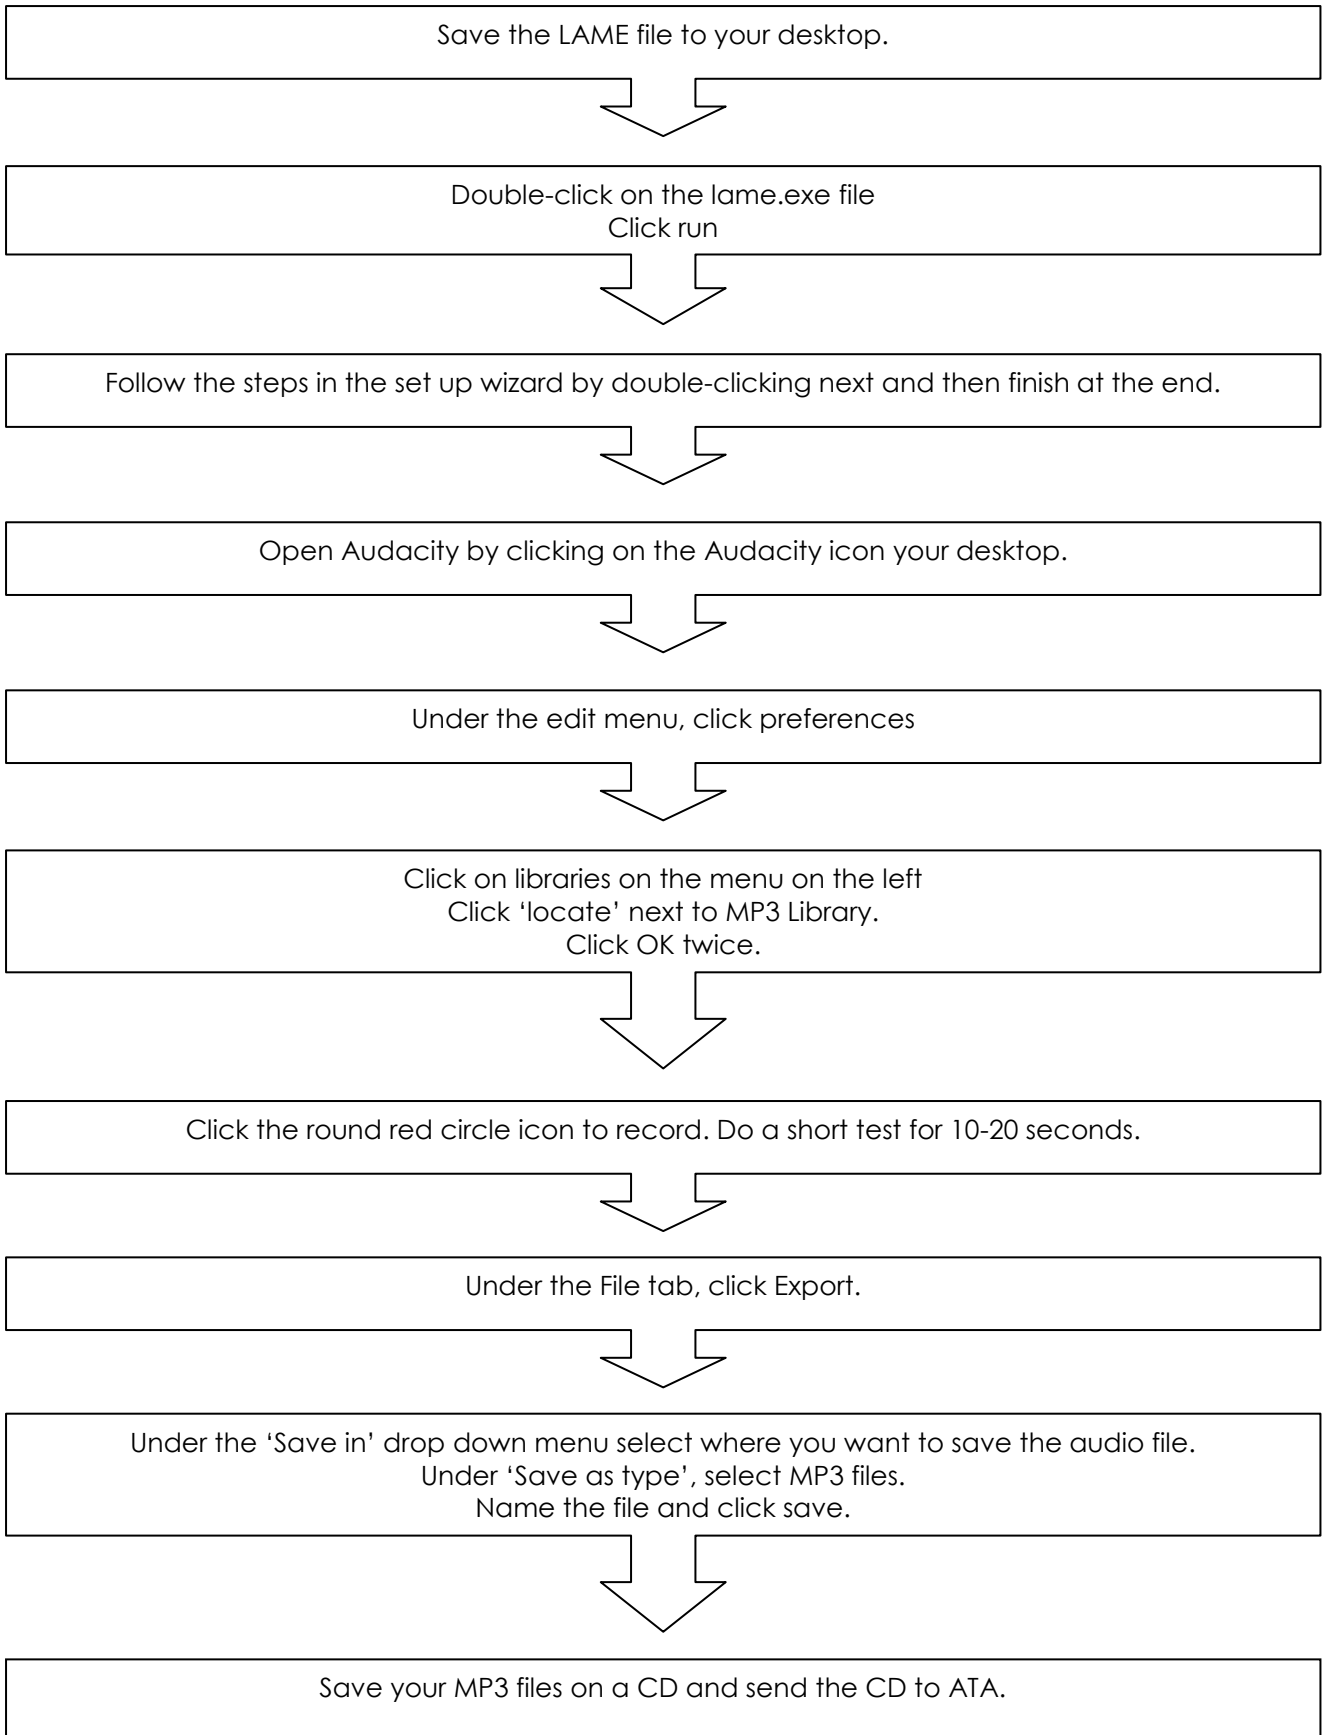 Save the LAME file to your desktop.
Double-click on the lame.exe file
Click run
Follow the steps in the set up wizard by double-clicking next and then finish at the end.
Open Audacity by clicking on the Audacity icon your desktop.
Under the edit menu, click preferences
Click on libraries on the menu on the left
Click ‘locate’ next to MP3 Library.
Click OK twice.
Click the round red circle icon to record. Do a short test for 10-20 seconds.
Under the File tab, click Export.
Under the ‘Save in’ drop down menu select where you want to save the audio file.
Under ‘Save as type’, select MP3 files.
Name the file and click save.
Save your MP3 files on a CD and send the CD to ATA.